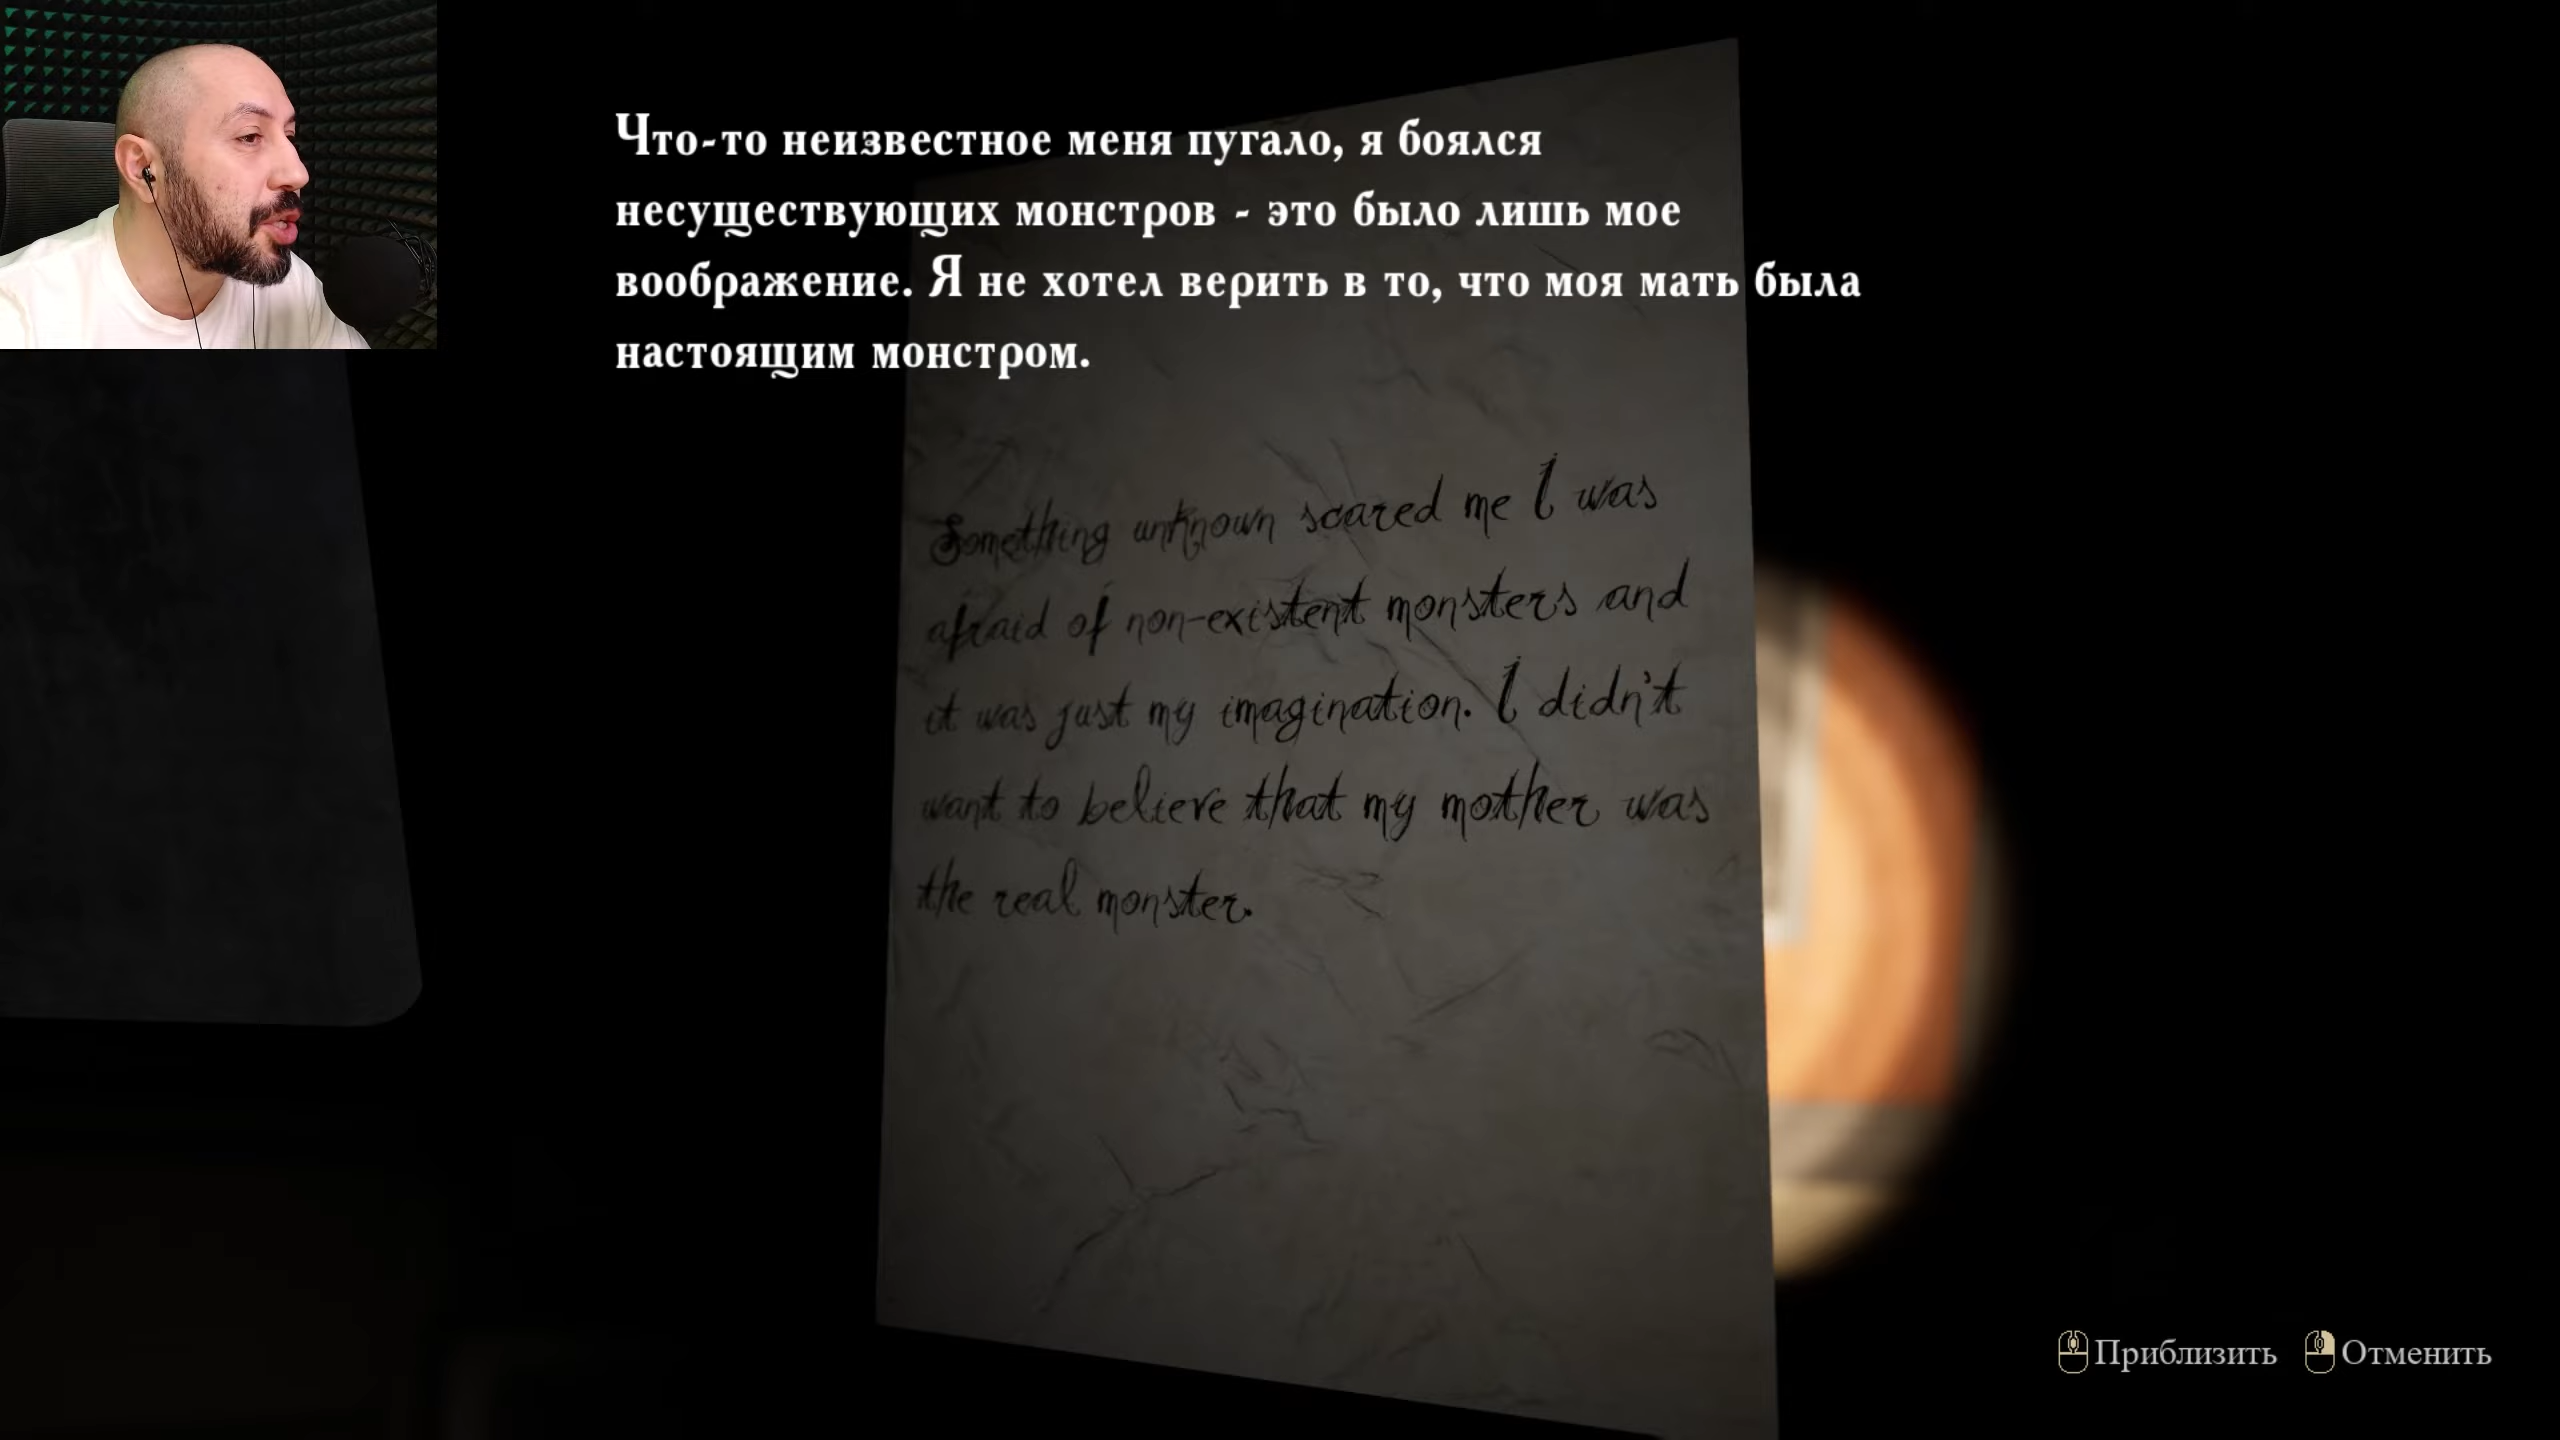 Что-то неизвестное меня пугало, я боялся
несуществующих монстров - это было лишь мое
воображение. Я не хотел верить в то, что моя мать была
настоящим монстром.
Something unknown scared me I was
afraid of non-existent monsters and
it was just my imagination. I didn't
want to believe that my mother was
the real monster.
Приблизить Отменить